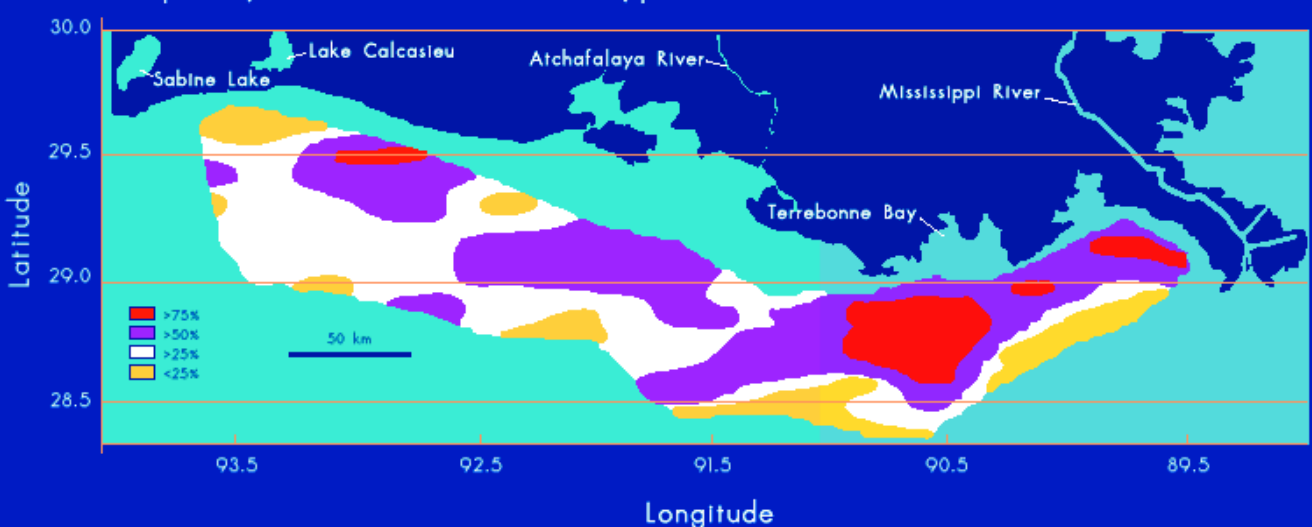 30.0
Lake Calcasieu
Atchafalaya River
Sabine Lake
Mississippi River
29.5
Terrebonne Bay
Latitude
29.0
>75%
>50%
50 km
>25%
<25%
28.5
93.5 92.5 91.5 90.5 89.5
Longitude